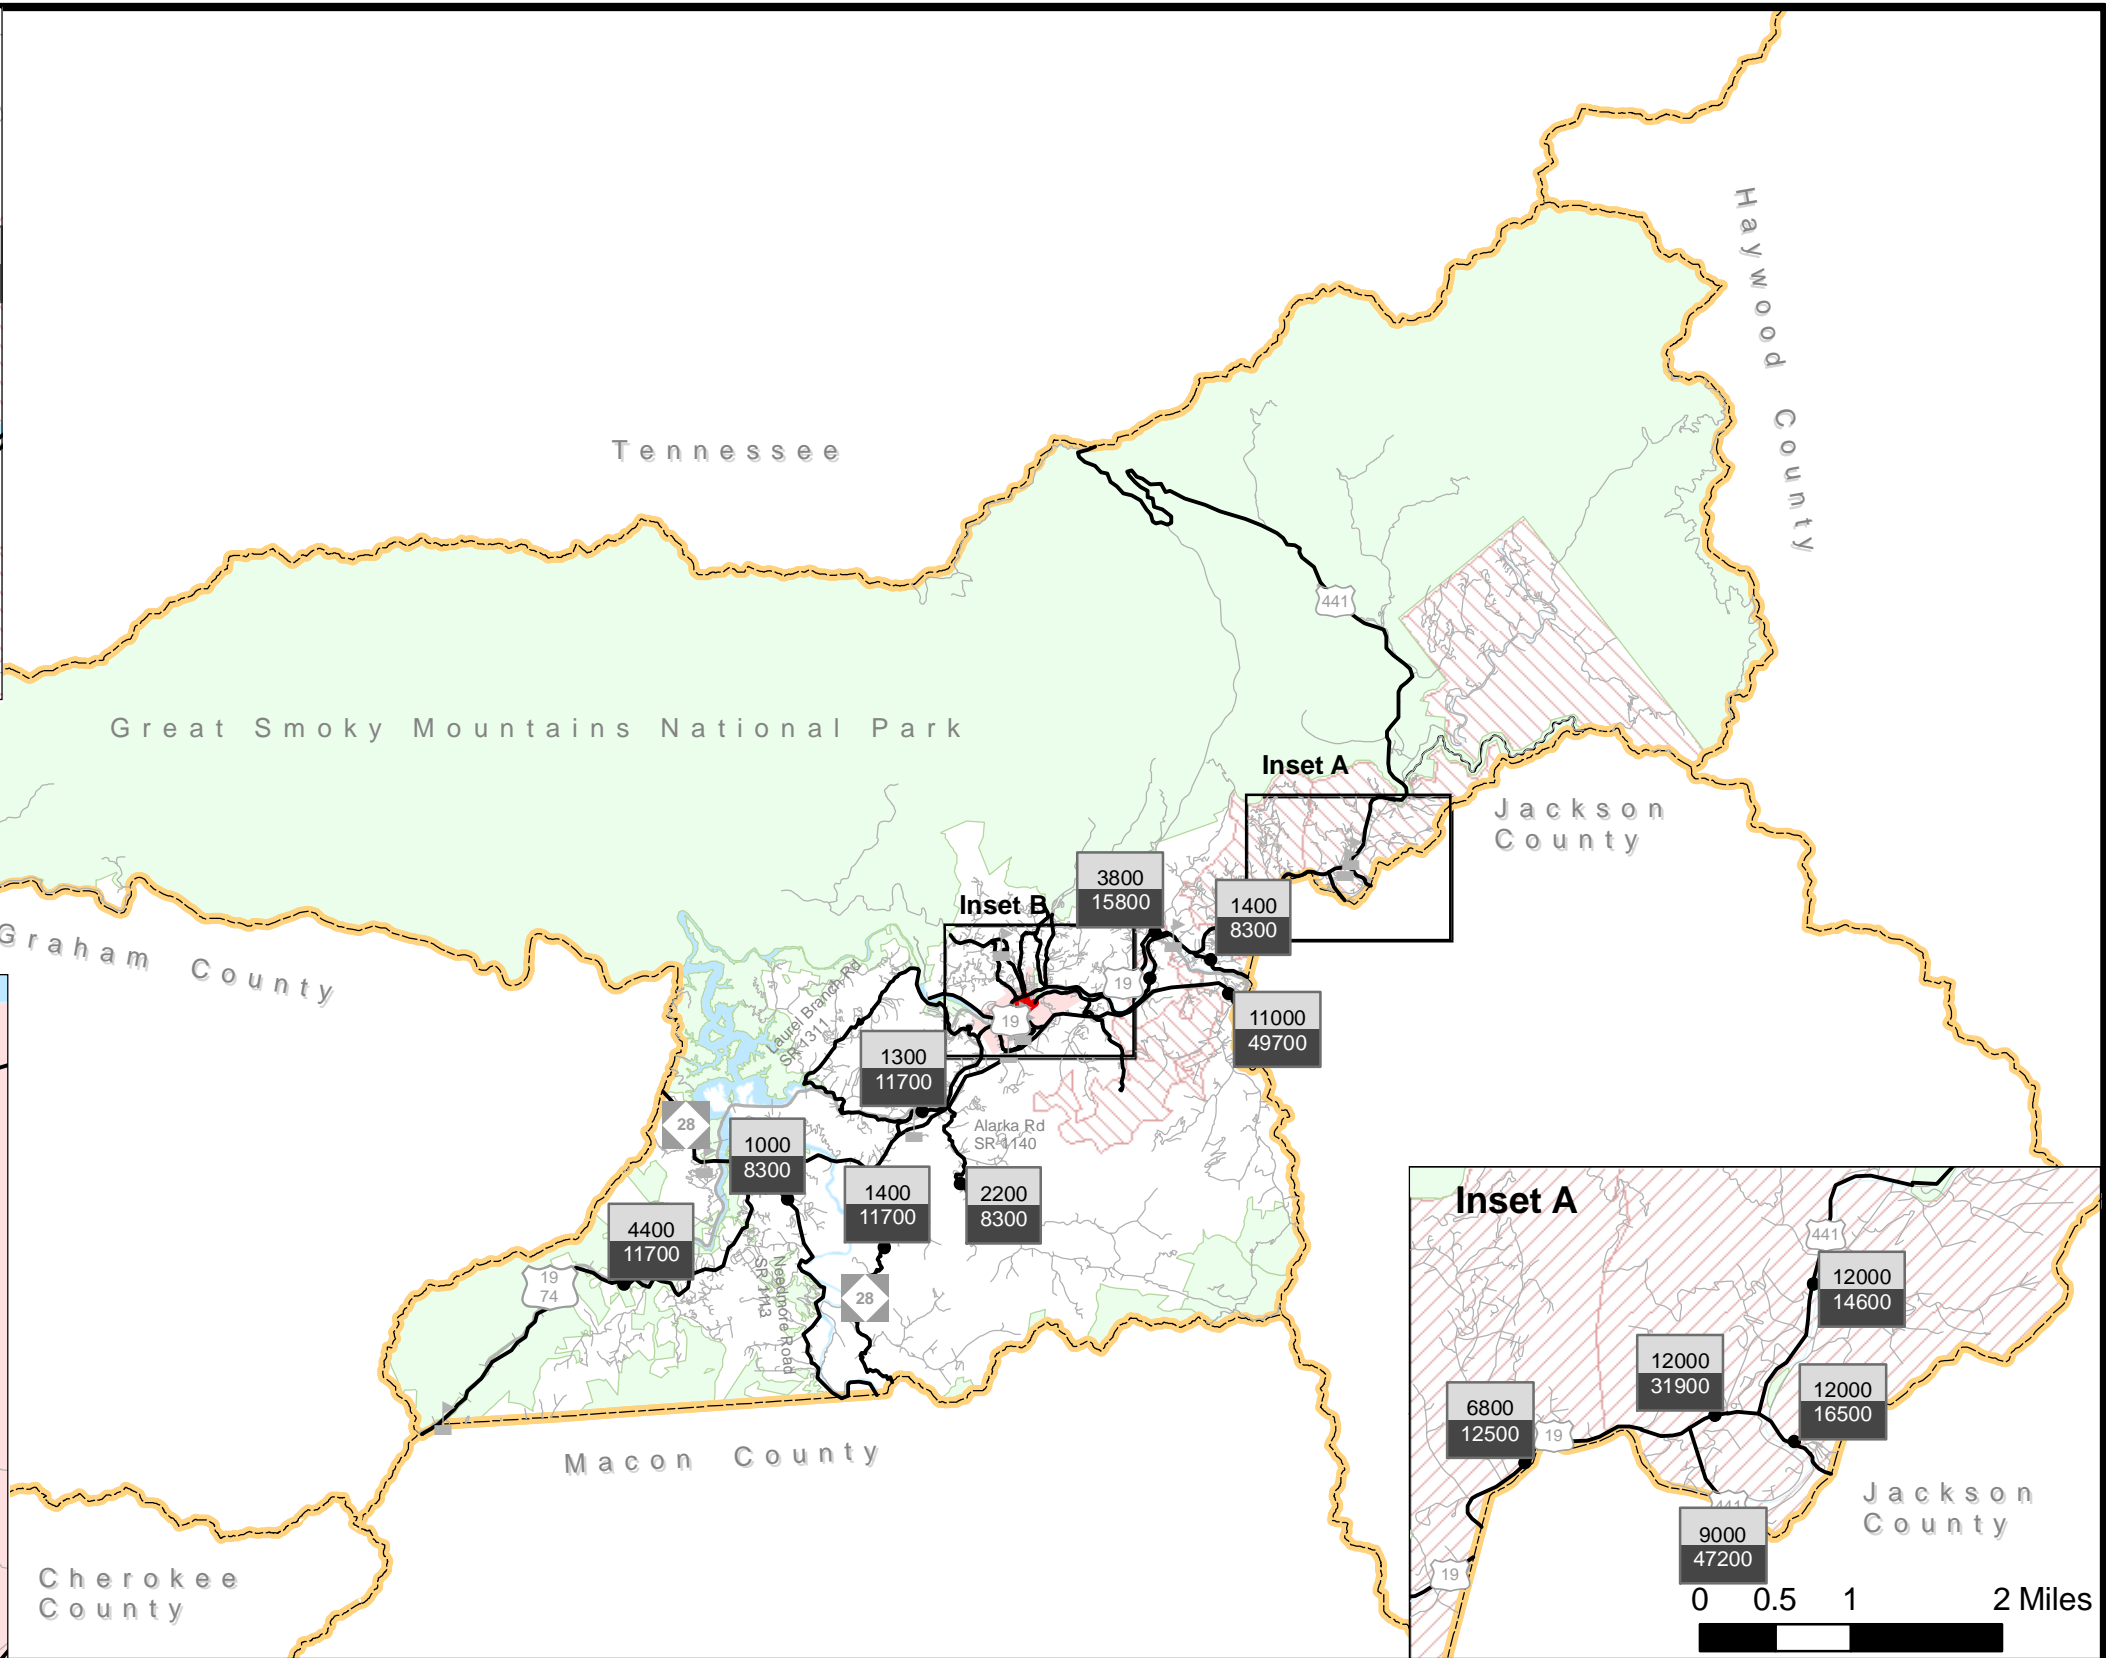 Haywood County
Tennessee
441
Great Smoky Mountains National Park
Inset A
Jackson
County
3800
15800
Inset B
1400
8300
Graham County
19
19
Laurel Branch Rd
SR 1311
11000
49700
1300
11700
28
Alarka Rd
SR 1140
1000
8300
1400
11700
2200
8300
4400
11700
19
74
Needmore Road
SR 1113
28
Macon County
Cherokee
County
Inset A
441
12000
14600
12000
31900
12000
16500
6800
12500
19
441
9000
47200
Jackson
County
19
0 0.5 1 2 Miles